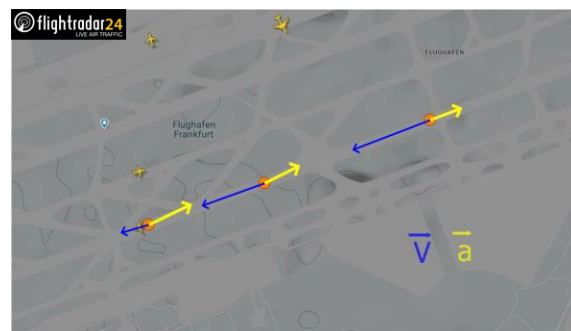 flightradar24
LIVE AIR TRAFFIC
FLUGHAFEN
Flughafen
Frankfurt
V a